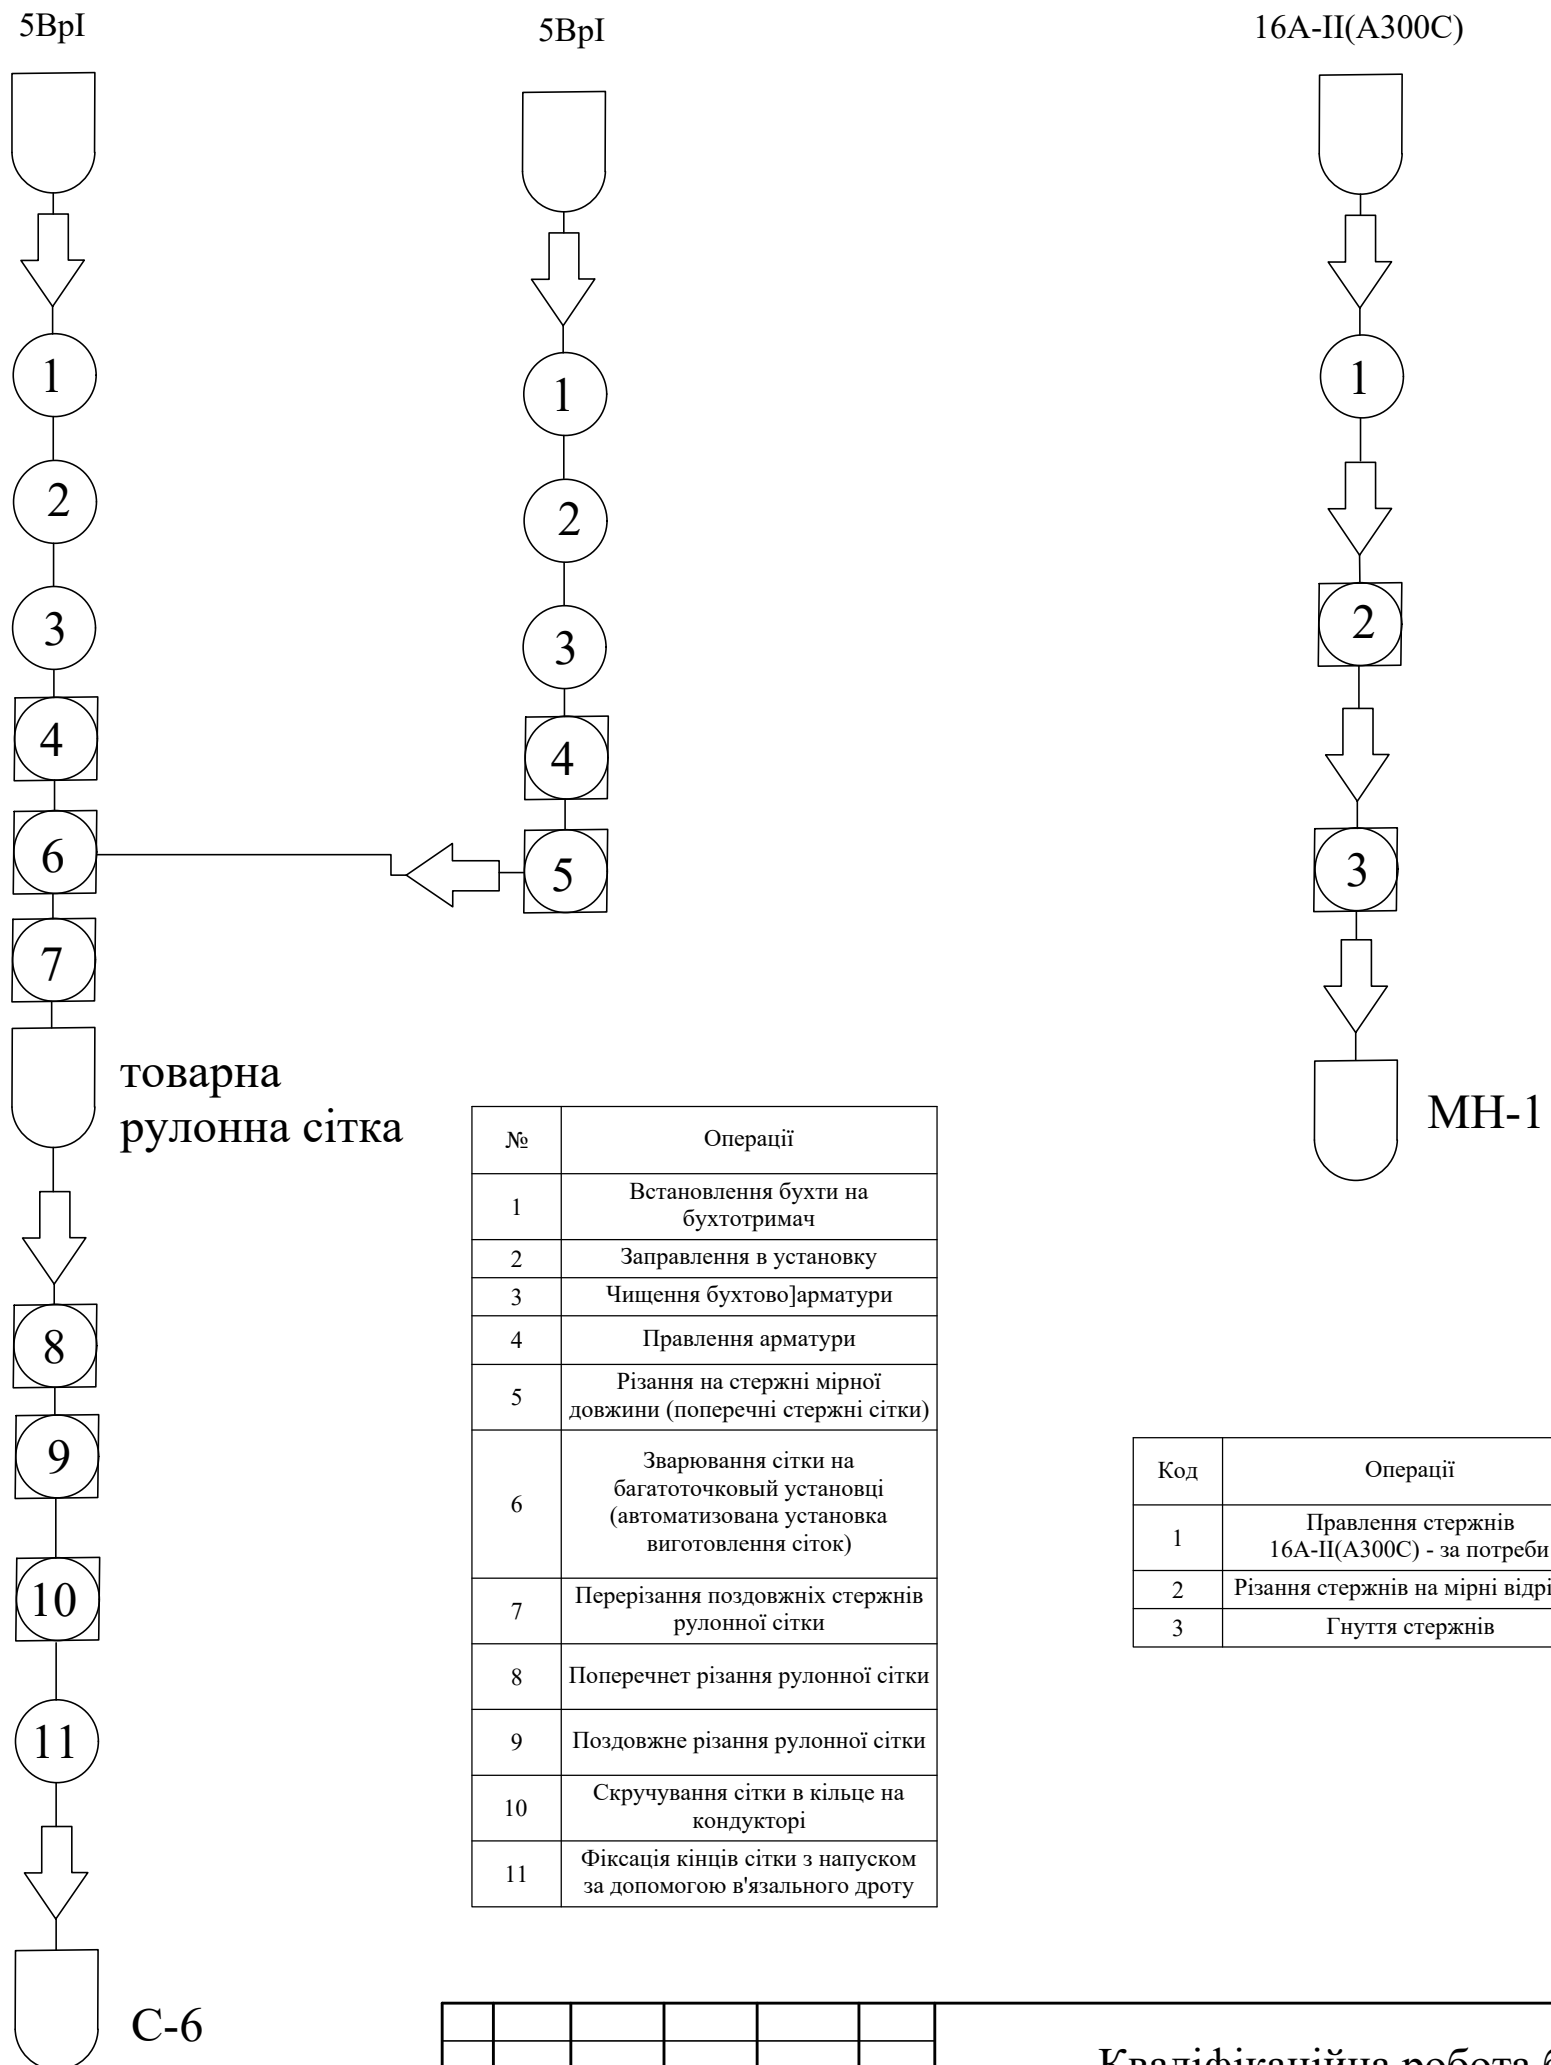 5ВрІ
5ВрІ
16А-ІІ(А300С)
1
2
3
4
6
7
1
2
3
4
5
1
2
3
товарна
рулонна сітка
МН-1
8
9
10
11
С-6
№ Операції
1 Встановлення бухти на
бухтотримач
2 Заправлення в установку
3 Чищення бухтово]арматури
4 Правлення арматури
5 Різання на стержні мірної
довжини (поперечні стержні сітки)
6 Зварювання сітки на
багатоточковый установці
(автоматизована установка
виготовлення сіток)
7 Перерізання поздовжніх стержнів
рулонної сітки
8 Поперечнет різання рулонної сітки
9 Поздовжне різання рулонної сітки
10 Скручування сітки в кільце на
кондукторі
11 Фіксація кінців сітки з напуском
за допомогою в'язального дроту
Код Операції
1 Правлення стержнів
16А-ІІ(А300С) - за потреби
2 Різання стержнів на мірні
3 Гнуття стержнів
Кваліфікаційна робота